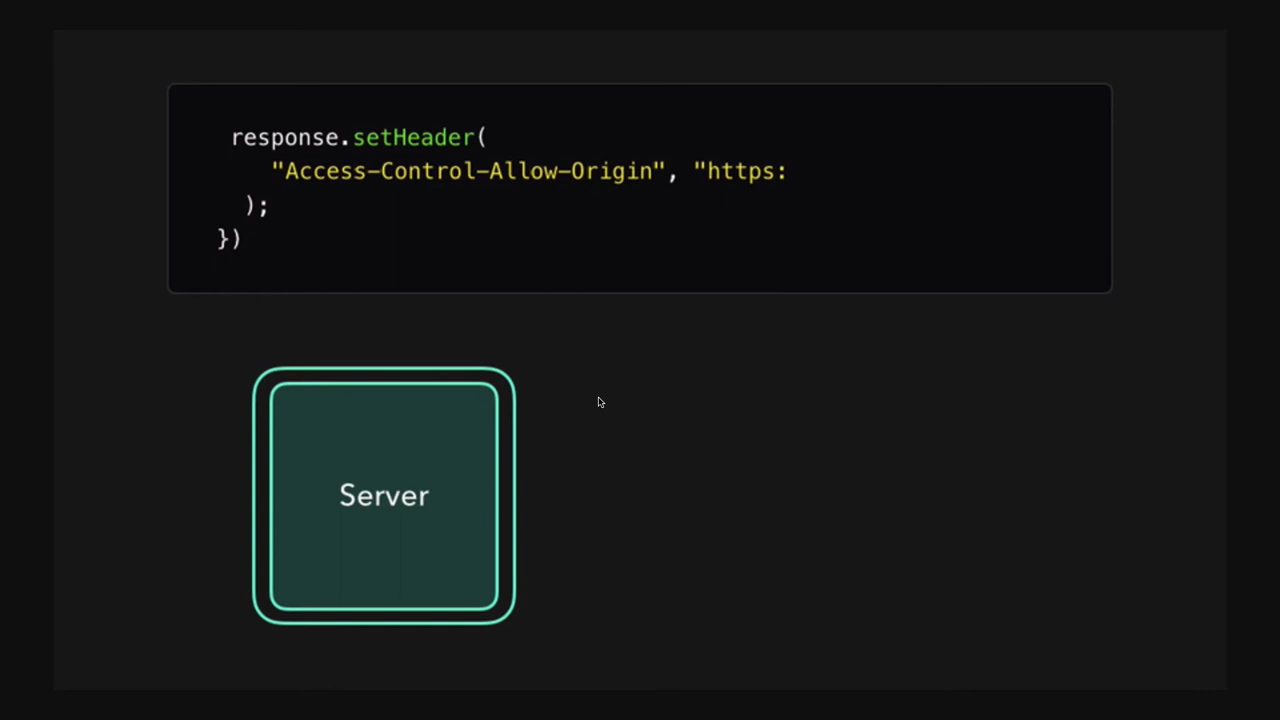 response.setHeader(
"Access-Control-Allow-Origin", "https:
);
})
Server